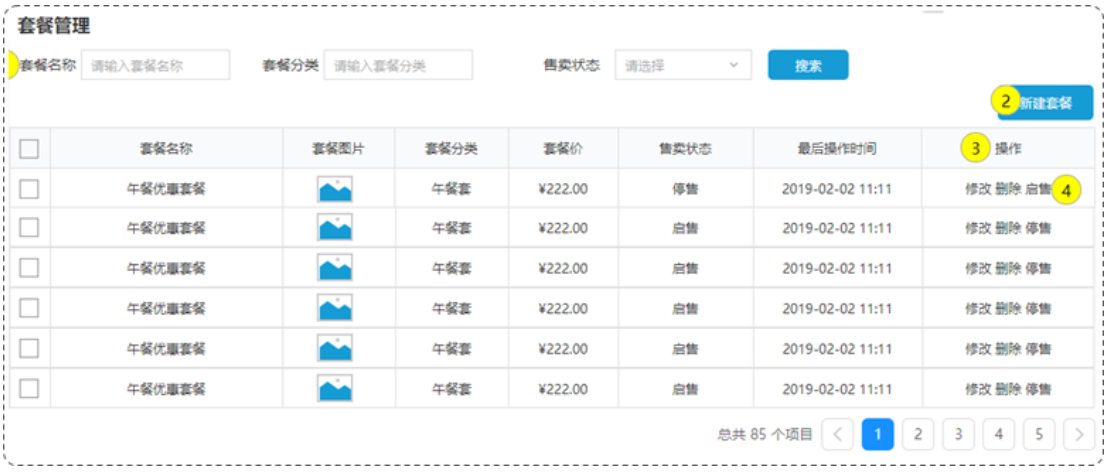 套餐管理
套餐名称 请输入套餐名称 套餐分类 请输入套餐分类 售卖状态 请选择 搜索
2 新建套餐
套餐名称 套餐图片 套餐分类 套餐价 售卖状态 最后操作时间 3 操作
午餐优惠套餐 午餐套 ¥222.00 停售 2019-02-02 11:11 修改 删除 启售 4
午餐优惠套餐 午餐套 ¥222.00 启售 2019-02-02 11:11 修改 删除 停售
午餐优惠套餐 午餐套 ¥222.00 启售 2019-02-02 11:11 修改 删除 停售
午餐优惠套餐 午餐套 ¥222.00 启售 2019-02-02 11:11 修改 删除 停售
午餐优惠套餐 午餐套 ¥222.00 启售 2019-02-02 11:11 修改 删除 停售
午餐优惠套餐 午餐套 ¥222.00 启售 2019-02-02 11:11 修改 删除 停售
总共 85 个项目 < 1 2 3 4 5 >